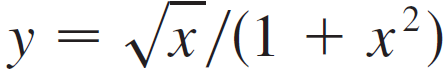 y = √x/(1 + x²)